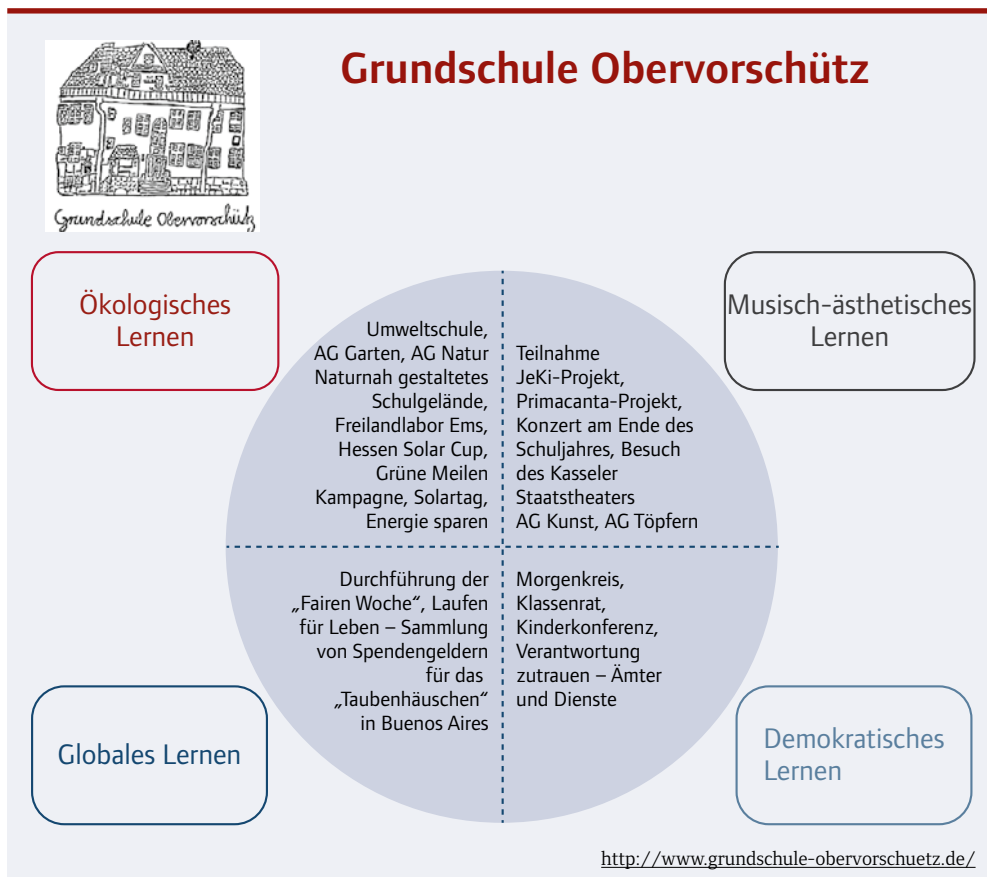 Grundschule Obervorschütz
Grundschule Obervorschütz
Ökologisches
Lernen
Musisch-ästhetisches
Lernen
Umweltschule,
AG Garten, AG Natur
Naturnah gestaltetes
Schulgelände,
Freilandlabor Ems,
Hessen Solar Cup,
Grüne Meilen
Kampagne, Solartag,
Energie sparen
Teilnahme
JeKi-Projekt,
Primacanta-Projekt,
Konzert am Ende des
Schuljahres, Besuch
des Kasseler
Staatstheaters
AG Kunst, AG Töpfern
Durchführung der
„Fairen Woche“, Laufen
für Leben – Sammlung
von Spendengeldern
für das
„Taubenhäuschen“
in Buenos Aires
Morgenkreis,
Klassenrat,
Kinderkonferenz,
Verantwortung
zutrauen – Ämter
und Dienste
Globales Lernen
Demokratisches
Lernen
http://www.grundschule-obervorschuetz.de/